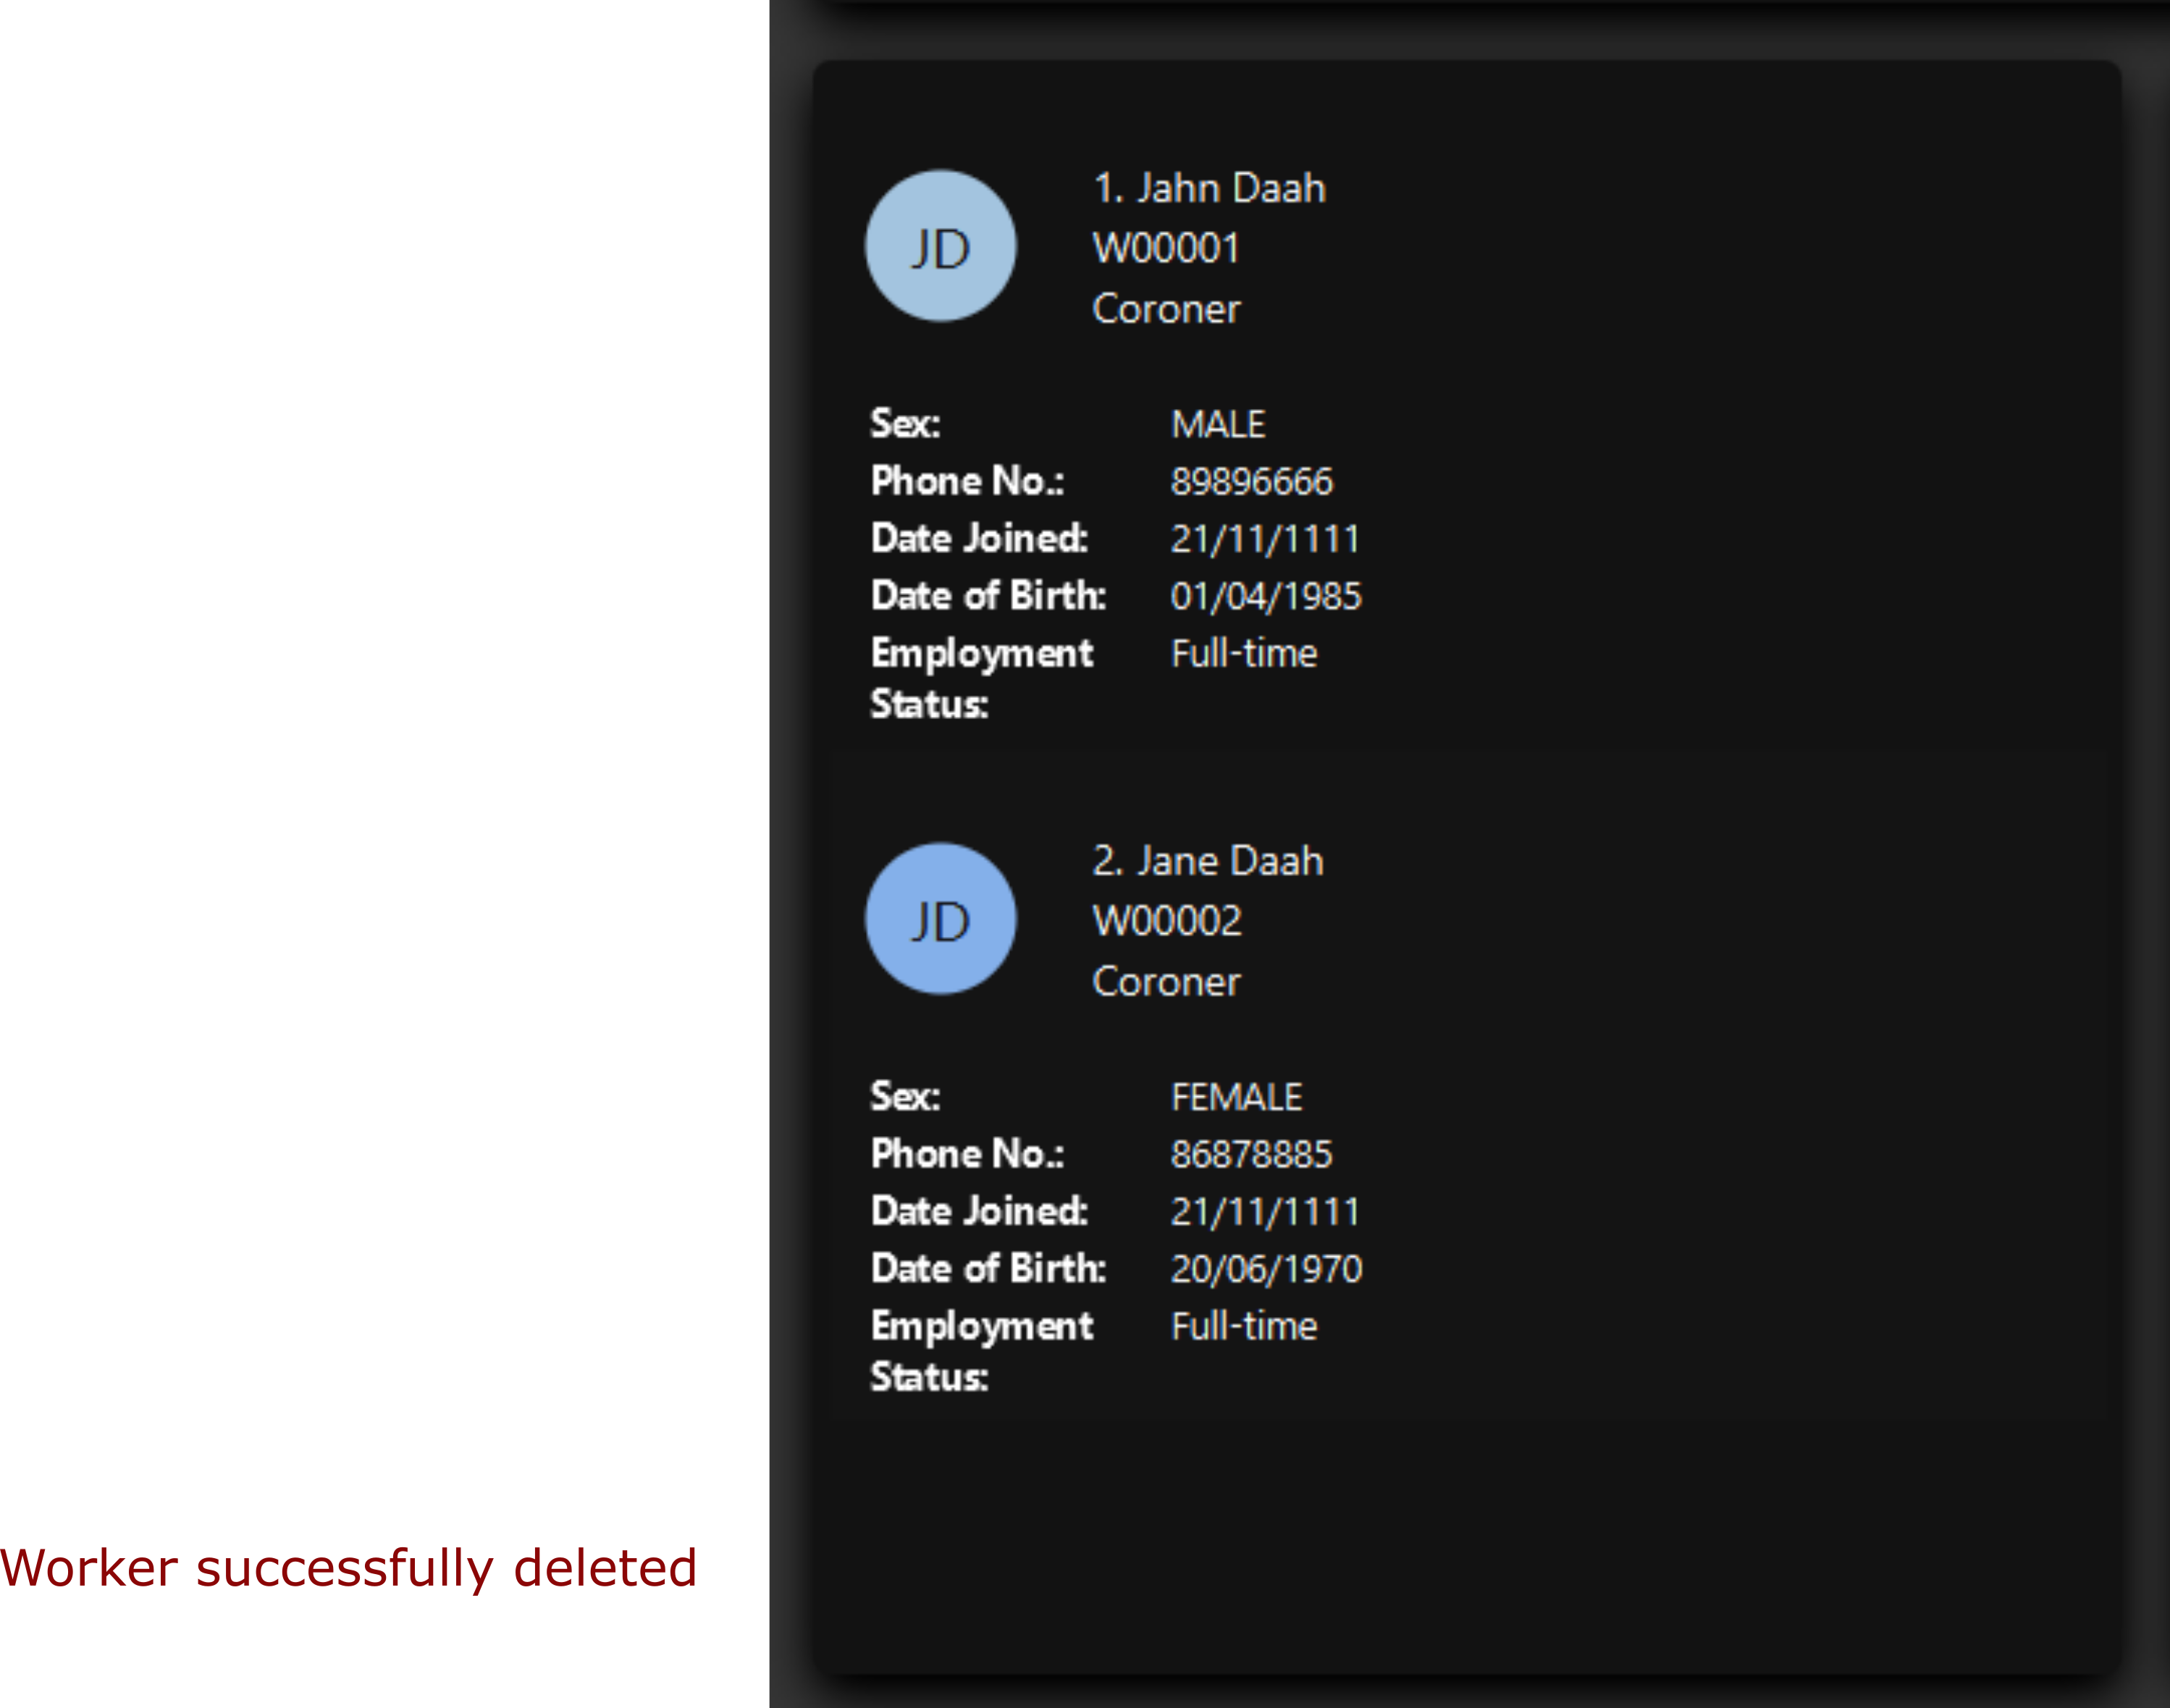 JD
1. Jahn Daah
W00001
Coroner
Sex: MALE
Phone No.: 89896666
Date Joined: 21/11/1111
Date of Birth: 01/04/1985
Employment Full-time
Status:
JD
2. Jane Daah
W00002
Coroner
Sex: FEMALE
Phone No.: 86878885
Date Joined: 21/11/1111
Date of Birth: 20/06/1970
Employment Full-time
Status:
Worker successfully deleted